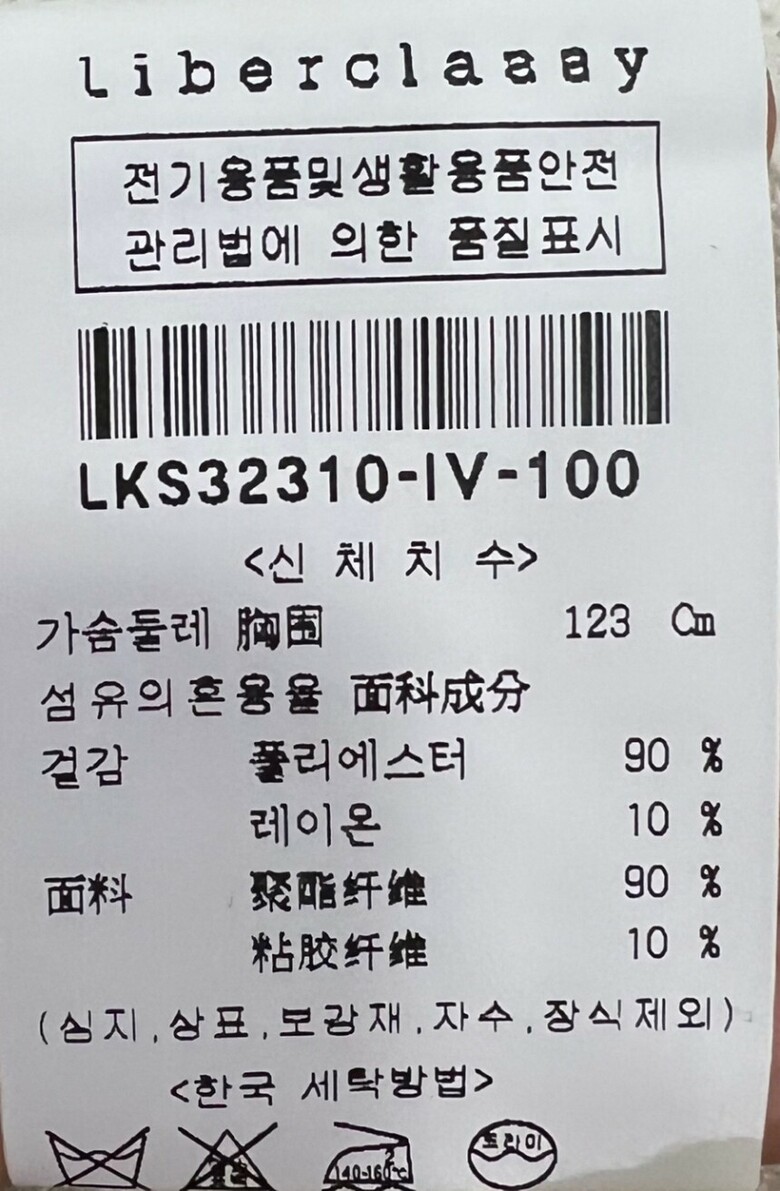 Liberclassy
전기용품및생활용품안전
관리법에 의한 품질표시
LKS32310-IV-100
<신 체 치 수>
가슴둘레 胸围 123 Cm
섬유의혼용율 面科成分
겉감 폴리에스터 90 %
레이온 10 %
面料 聚酯纤维 90 %
粘胶纤维 10 %
(심지,상표,보강재,자수,장식제외)
<한국 세탁방법>
2 드라이
140-160℃